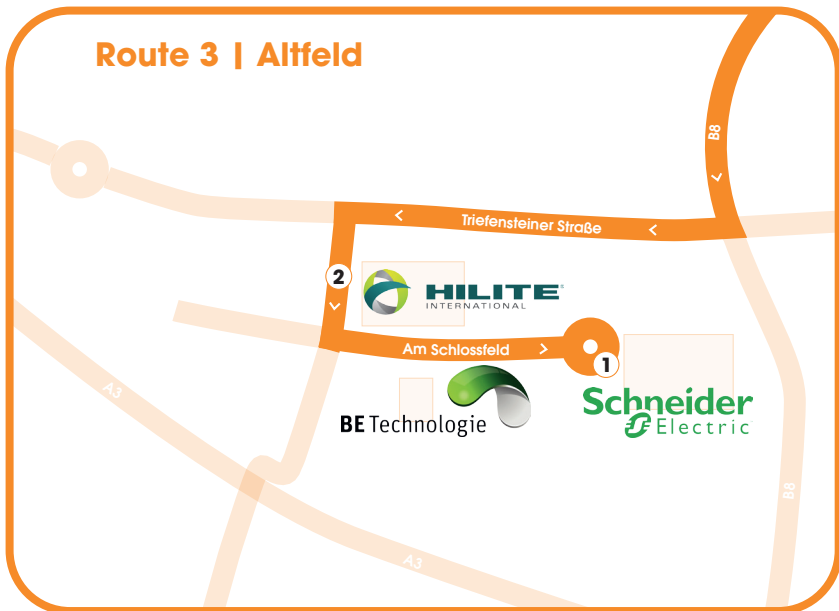 Route 3 | Altfeld
B8
Triefensteiner Straße
2
HILITE
INTERNATIONAL
Am Schlossfeld
1
A3
BE Technologie
Schneider
Electric
B8
A3